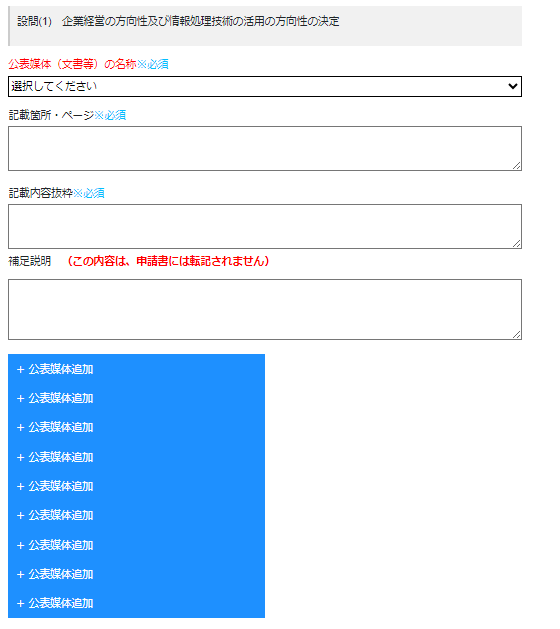 設問(1)　企業経営の方向性及び情報処理技術の活用の方向性の決定
公表媒体（文書等）の名称※必須
選択してください
記載箇所・ページ※必須
記載内容抜粋※必須
補足説明　（この内容は、申請書には転記されません）
+ 公表媒体追加
+ 公表媒体追加
+ 公表媒体追加
+ 公表媒体追加
+ 公表媒体追加
+ 公表媒体追加
+ 公表媒体追加
+ 公表媒体追加
+ 公表媒体追加